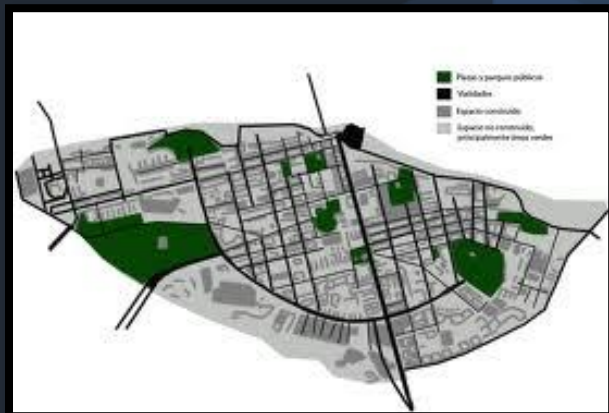 Plazas y parques públicos
Vialidades
Espacio construido
Espacio no construido,
principalmente áreas verdes